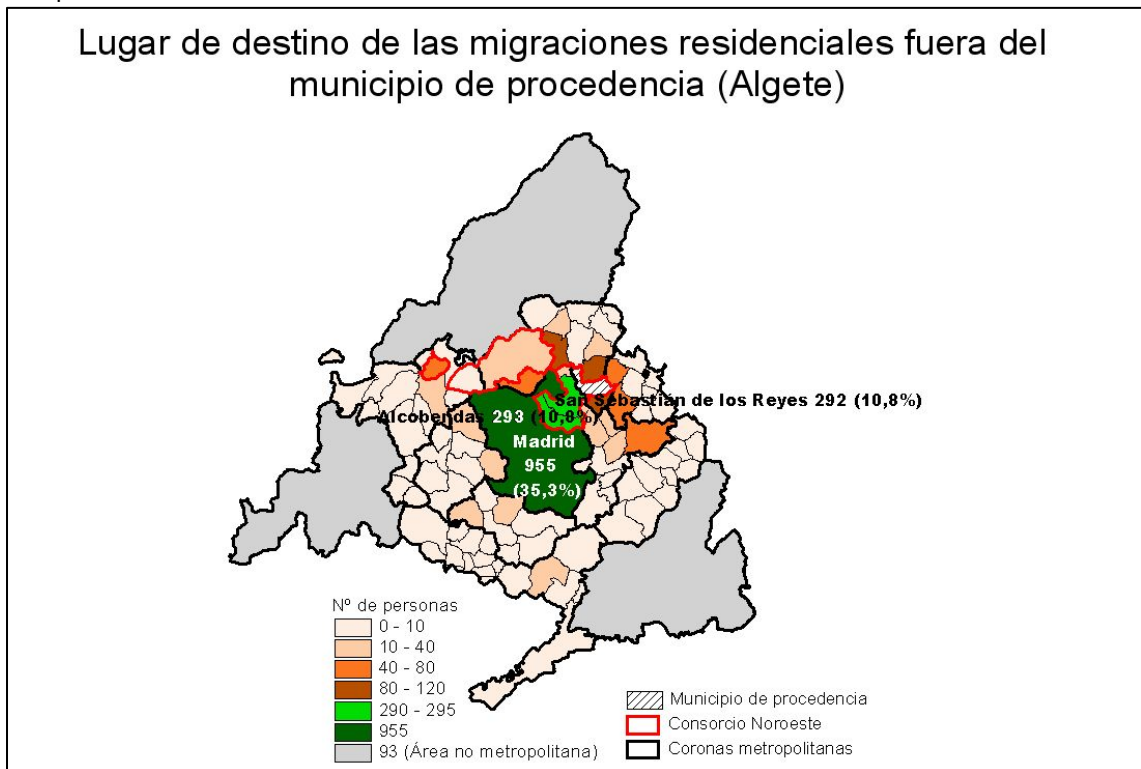 Lugar de destino de las migraciones residenciales fuera del
municipio de procedencia (Algete)
San Sebastián de los Reyes 292 (10,8%)
Alcobendas 293 (10,8%)
Madrid
955
(35,3%)
Nº de personas
0 - 10
10 - 40
40 - 80
80 - 120
290 - 295
955
93 (Área no metropolitana)
Municipio de procedencia
Consorcio Noroeste
Coronas metropolitanas